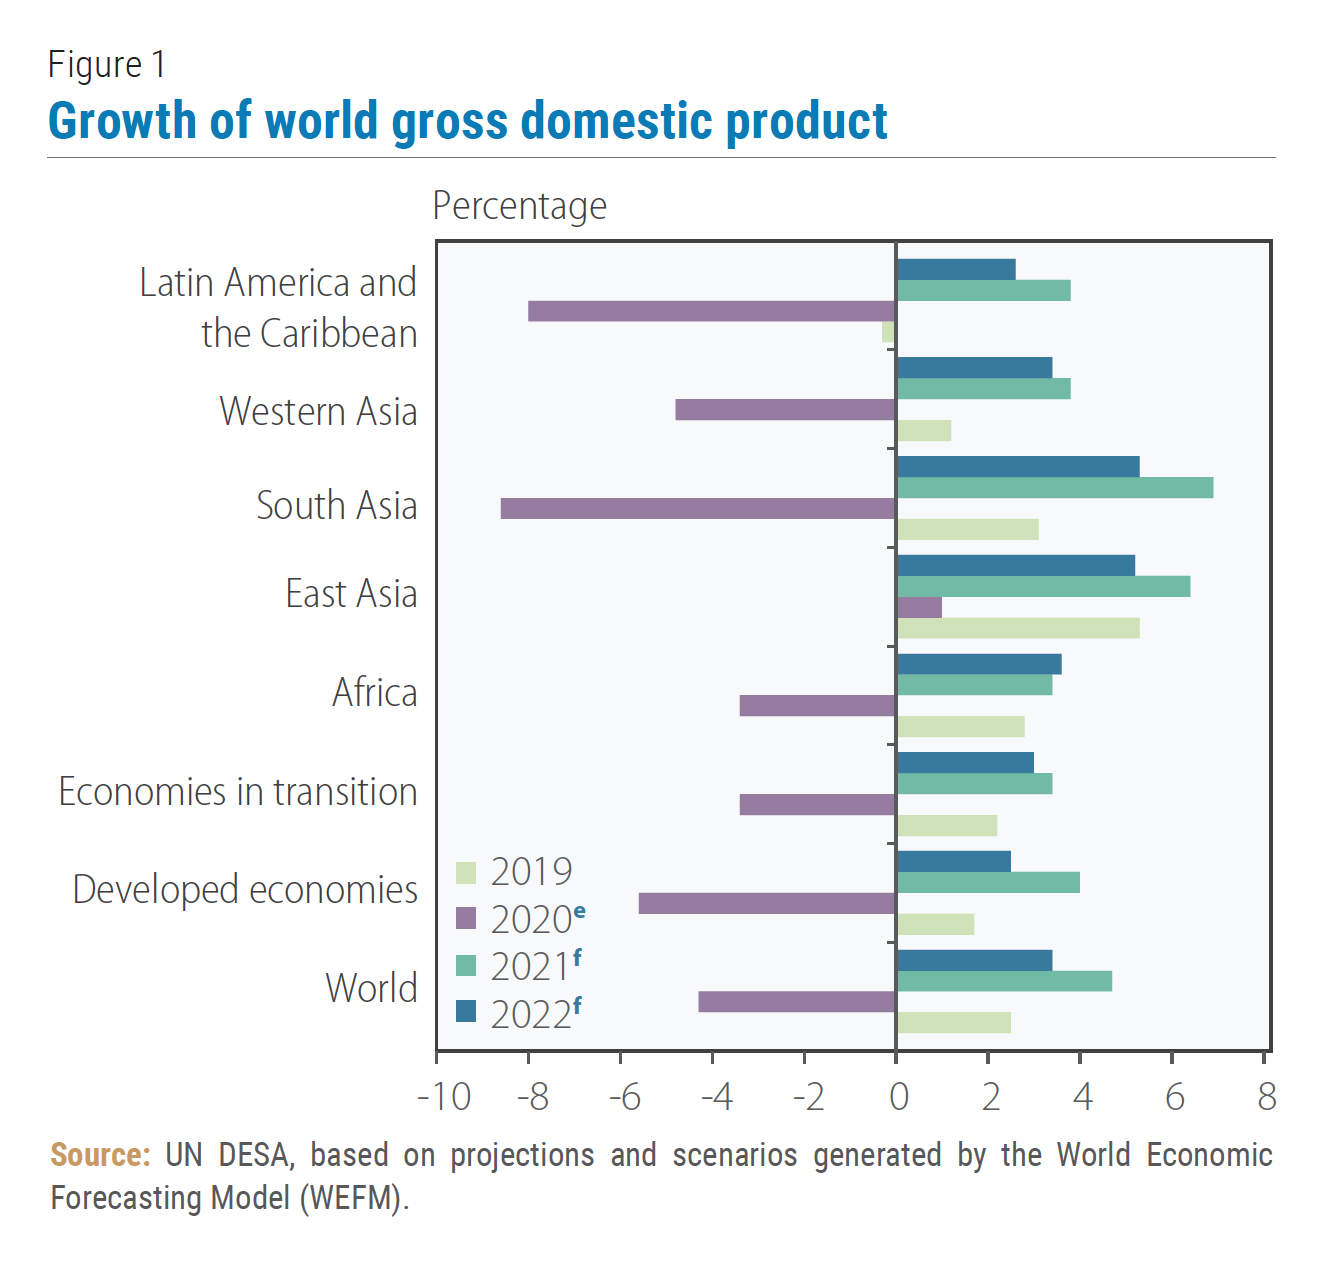 Figure 1
Growth of world gross domestic product
Percentage
Latin America and
the Caribbean
Western Asia
South Asia
East Asia
Africa
Economies in transition
Developed economies
World
2019
2020e
2021f
2022f
-10 -8 -6 -4 -2 0 2 4 6 8
Source: UN DESA, based on projections and scenarios generated by the World Economic
Forecasting Model (WEFM).